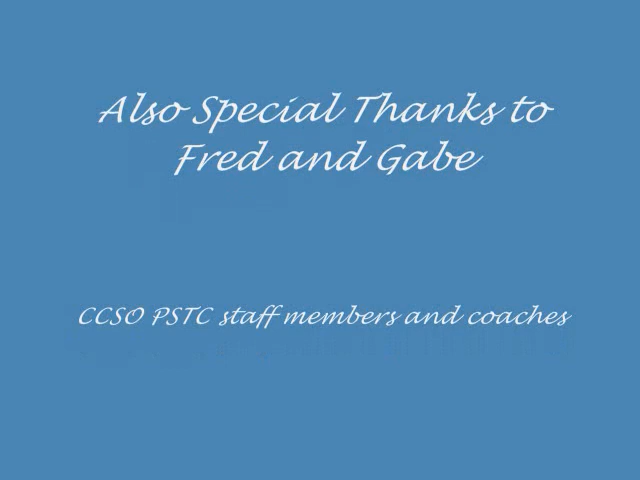 Also Special Thanks to
Fred and Gabe
CCSO PSTC staff members and coaches